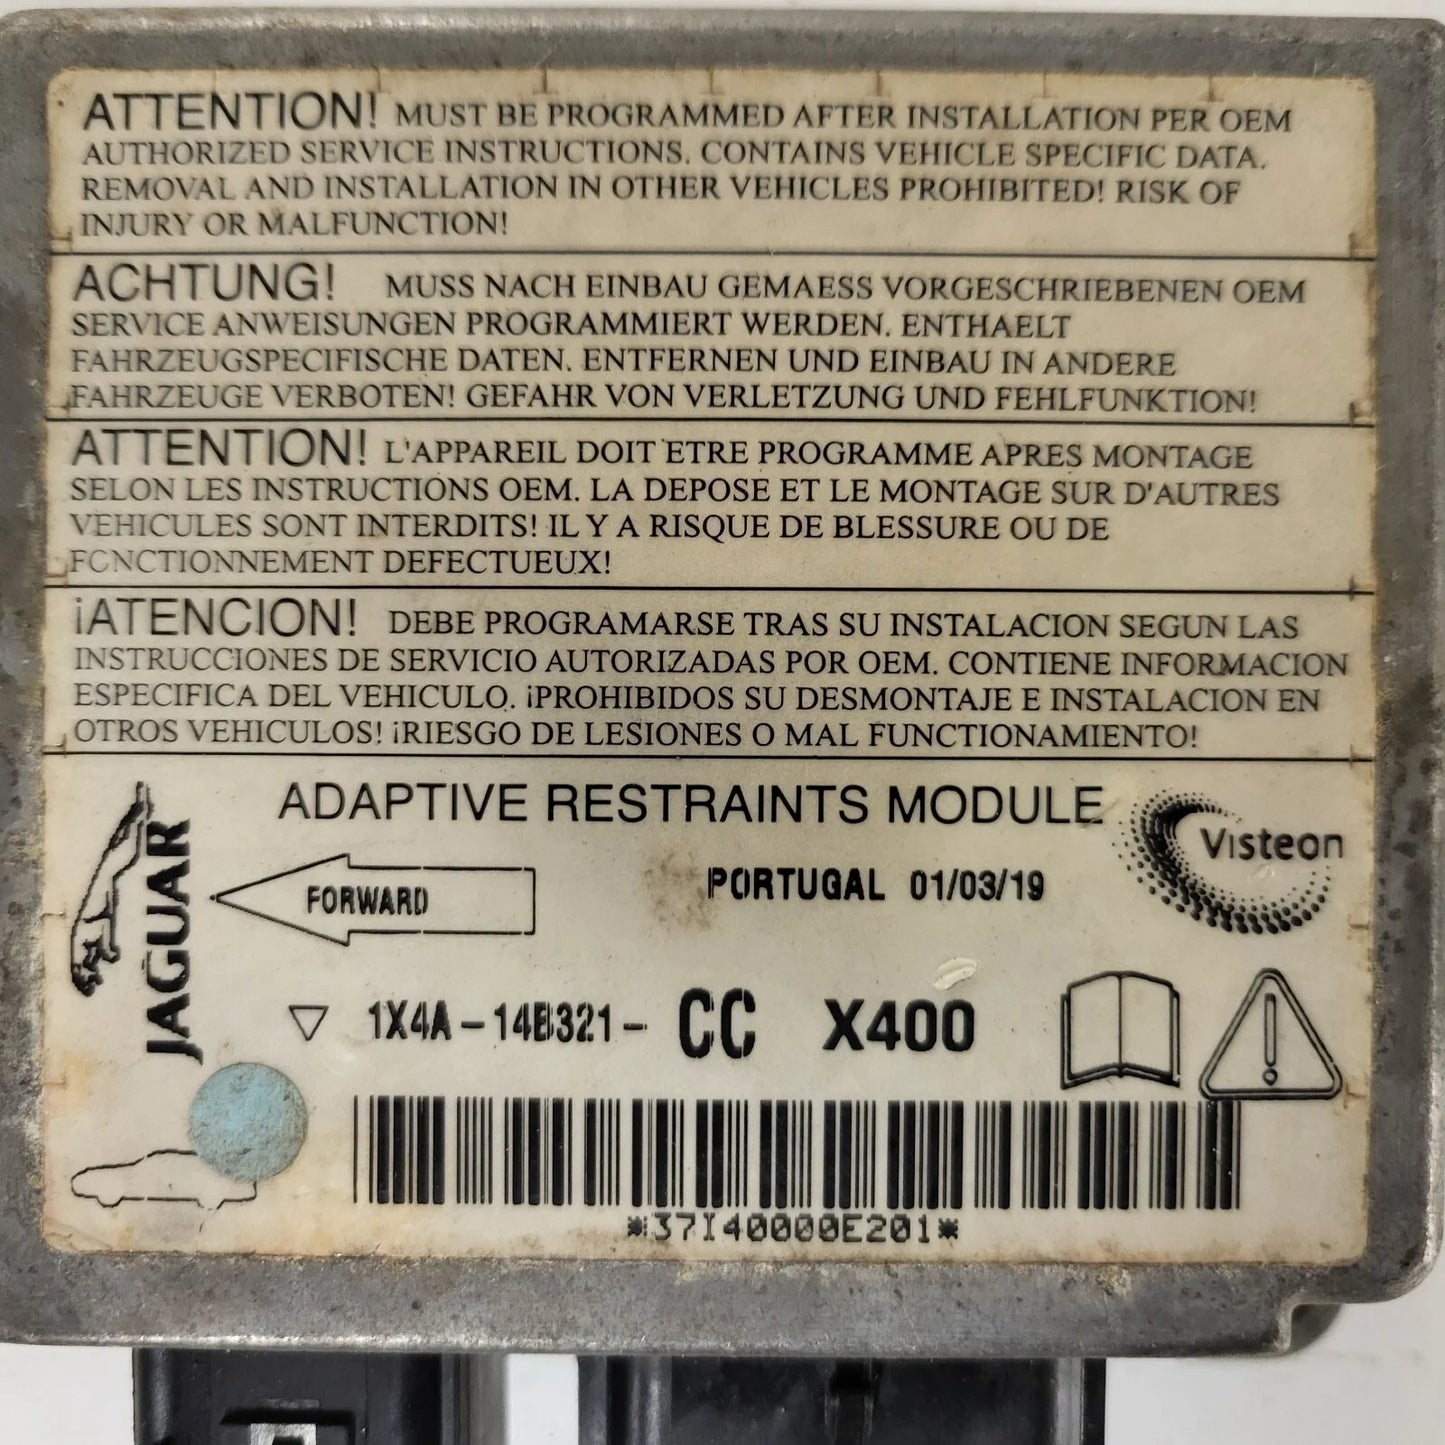 ATTENTION! MUST BE PROGRAMMED AFTER INSTALLATION PER OEM
AUTHORIZED SERVICE INSTRUCTIONS. CONTAINS VEHICLE SPECIFIC DATA.
REMOVAL AND INSTALLATION IN OTHER VEHICLES PROHIBITED! RISK OF
INJURY OR MALFUNCTION!
ACHTUNG! MUSS NACH EINBAU GEMAESS VORGESCHRIEBENEN OEM
SERVICE ANWEISUNGEN PROGRAMMIERT WERDEN. ENTHAELT
FAHRZEUGSPECIFISCHE DATEN. ENTFERNEN UND EINBAU IN ANDERE
FAHRZEUGE VERBOTEN! GEFAHR VON VERLETZUNG UND FEHLFUNKTION!
ATTENTION! L'APPAREIL DOIT ETRE PROGRAMME APRES MONTAGE
SELON LES INSTRUCTIONS OEM. LA DEPOSE ET LE MONTAGE SUR D'AUTRES
VEHICULES SONT INTERDITS! IL Y A RISQUE DE BLESSURE OU DE
FONCTIONNEMENT DEFECTUEUX!
¡ATENCION! DEBE PROGRAMARSE TRAS SU INSTALACION SEGUN LAS
INSTRUCCIONES DE SERVICIO AUTORIZADAS POR OEM. CONTIENE INFORMACION
ESPECIFICA DEL VEHICULO. ¡PROHIBIDOS SU DESMONTAJE E INSTALACION EN
OTROS VEHICULOS! ¡RIESGO DE LESIONES O MAL FUNCTIONAMIENTO!
ADAPTIVE RESTRAINTS MODULE
Visteon
JAGUAR
FORWARD
PORTUGAL 01/03/19
1X4A-14B321- CC X400
*37I40000E201*